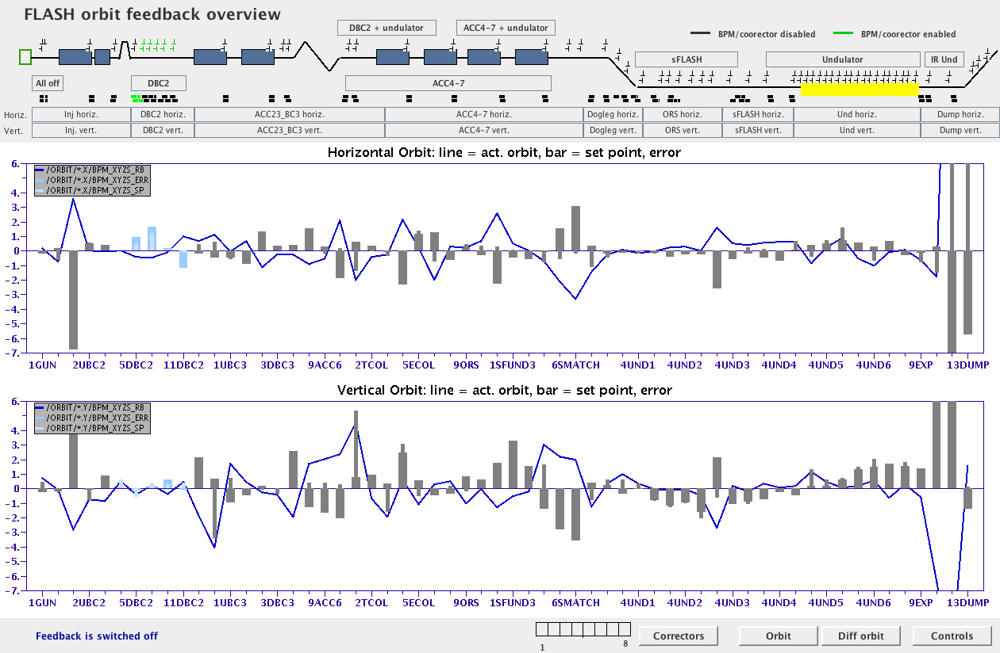 FLASH orbit feedback overview
DBC2 + undulator
ACC4-7 + undulator
BPM/coorector disabled
BPM/coorector enabled
sFLASH
Undulator
IR Und
All off
DBC2
ACC4-7
Horiz.
Inj horiz.
DBC2 horiz.
ACC23_BC3 horiz.
ACC4-7 horiz.
Dogleg horiz.
ORS horiz.
sFLASH horiz.
Und horiz.
Dump horiz.
Vert.
Inj. vert.
DBC2 vert.
ACC23_BC3 vert.
ACC4-7 vert.
Dogleg vert.
ORS vert.
sFLASH vert.
Und vert.
Dump vert.
Horizontal Orbit: line = act. orbit, bar = set point, error
/ORBIT/*.X/BPM_XYZS_RB
/ORBIT/*.X/BPM_XYZS_ERR
/ORBIT/*.X/BPM_XYZS_SP
6.
4.
3.
2.
1.
0
-1.
-2.
-3.
-4.
-5.
-6.
-7.
1GUN 2UBC2 5DBC2 11DBC2 1UBC3 3DBC3 9ACC6 2TCOL 5ECOL 9ORS 1SFUND3 6SMATCH 4UND1 4UND2 4UND3 4UND4 4UND5 4UND6 9EXP 13DUMP
Vertical Orbit: line = act. orbit, bar = set point, error
/ORBIT/*.Y/BPM_XYZS_RB
/ORBIT/*.Y/BPM_XYZS_ERR
/ORBIT/*.Y/BPM_XYZS_SP
6.
4.
3.
2.
1.
0
-1.
-2.
-3.
-4.
-5.
-6.
-7.
1GUN 2UBC2 5DBC2 11DBC2 1UBC3 3DBC3 9ACC6 2TCOL 5ECOL 9ORS 1SFUND3 6SMATCH 4UND1 4UND2 4UND3 4UND4 4UND5 4UND6 9EXP 13DUMP
Feedback is switched off
1
8
Correctors
Orbit
Diff orbit
Controls